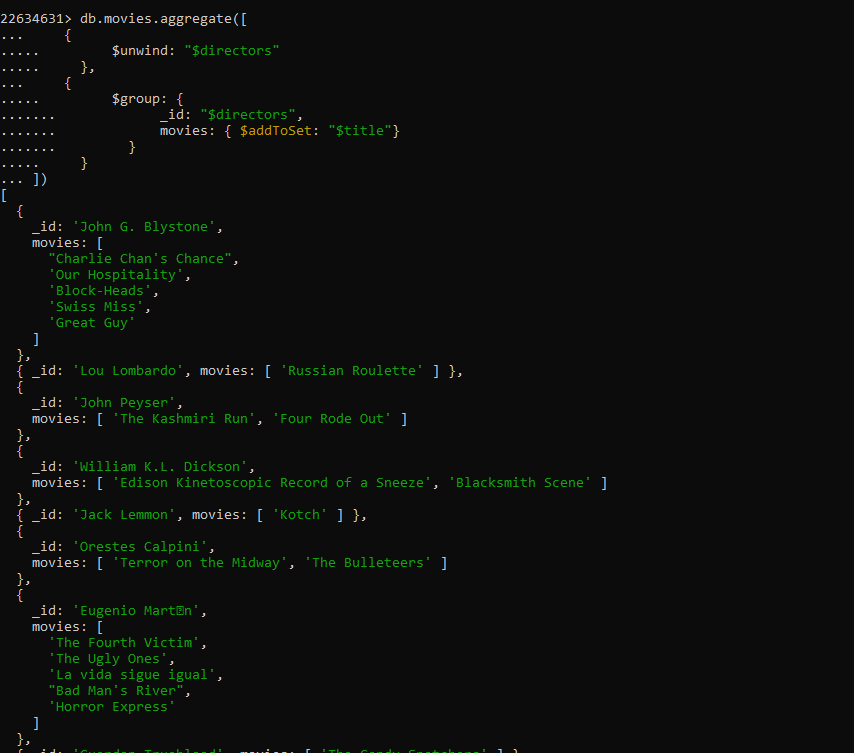 22634631> db.movies.aggregate([
... {
..... $unwind: "$directors"
..... },
... {
..... $group: {
....... _id: "$directors",
....... movies: { $addToSet: "$title"}
....... }
..... }
... ])
[
{
_id: 'John G. Blystone',
movies: [
"Charlie Chan's Chance",
'Our Hospitality',
'Block-Heads',
'Swiss Miss',
'Great Guy'
]
},
{ _id: 'Lou Lombardo', movies: [ 'Russian Roulette' ] },
{
_id: 'John Peyser',
movies: [ 'The Kashmiri Run', 'Four Rode Out' ]
},
{
_id: 'William K.L. Dickson',
movies: [ 'Edison Kinetoscopic Record of a Sneeze', 'Blacksmith Scene' ]
},
{ _id: 'Jack Lemmon', movies: [ 'Kotch' ] },
{
_id: 'Orestes Calpini',
movies: [ 'Terror on the Midway', 'The Bulleteers' ]
},
{
_id: 'Eugenio Mart�n',
movies: [
'The Fourth Victim',
'The Ugly Ones',
'La vida sigue igual',
"Bad Man's River",
'Horror Express'
]
},